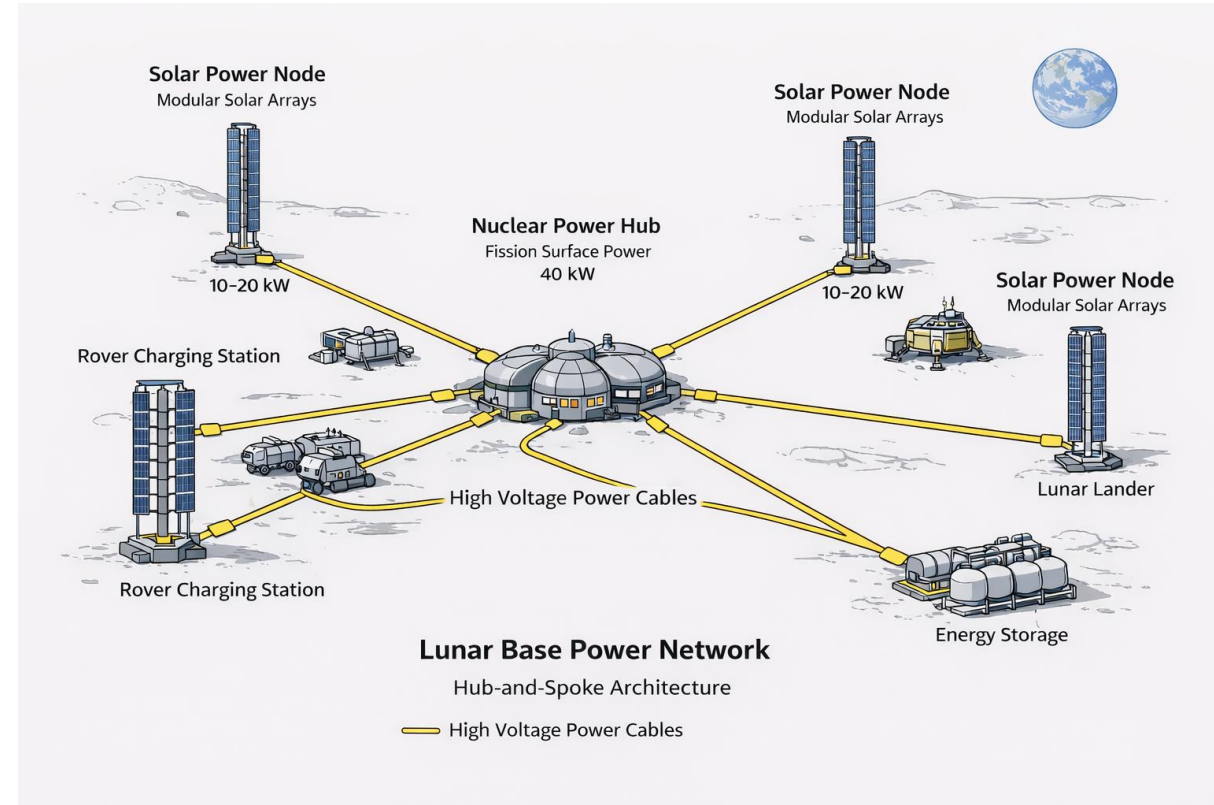 Solar Power Node
Modular Solar Arrays
10–20 kW
Nuclear Power Hub
Fission Surface Power
40 kW
Solar Power Node
Modular Solar Arrays
10–20 kW
Solar Power Node
Modular Solar Arrays
Lunar Lander
Rover Charging Station
Rover Charging Station
High Voltage Power Cables
Energy Storage
Lunar Base Power Network
Hub-and-Spoke Architecture
High Voltage Power Cables